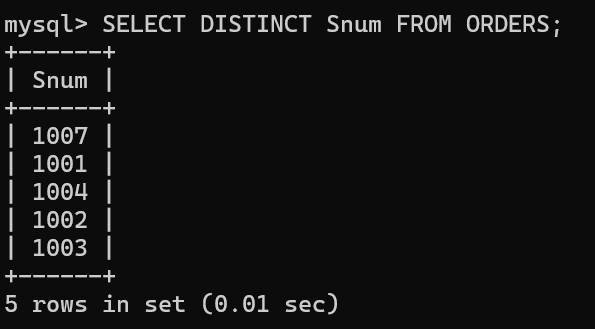 mysql> SELECT DISTINCT Snum FROM ORDERS;
+------+
| Snum |
+------+
| 1007 |
| 1001 |
| 1004 |
| 1002 |
| 1003 |
+------+
5 rows in set (0.01 sec)